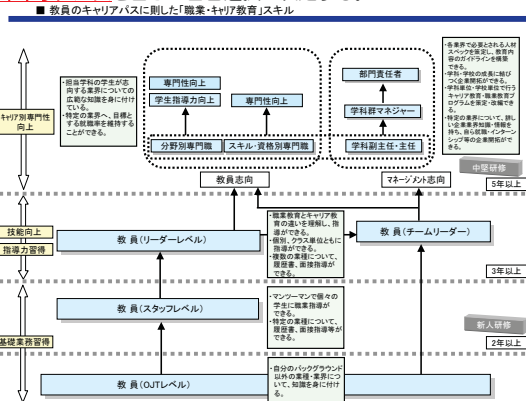 ■ 教員のキャリアパスに則した「職業・キャリア教育」スキル
・担当学科の学生が志
向する業界についての
広範な知識を身に付け
ている。
・特定の業界へ、目標と
する就職率を維持する
ことができる。
専門性向上
学生指導力向上
専門性向上
分野別専門職
スキル・資格別専門職
部門責任者
学科群マネジャー
学科副主任・主任
・各業界で必要とされる人材
スペックを策定し、教育内
容のガイドラインを構築
できる。
・学科・学校の成長に結び
つく企業開拓ができる。
・学科単位・学校単位で行う
キャリア教育・職業教育プ
ログラムを策定・改編でき
る。
・特定の業界について、詳し
い企業業界知識・情報を
持ち、自ら就職・インターン
シップ等の企業開拓がで
きる。
キャリア別専門性
向上
中堅研修
教員志向
マネージメント志向
5年以上
技能向上
指導力習得
教 員（リーダーレベル）
・職業教育とキャリア教
育の違いを理解し、指
導ができる。
・個別、クラス単位ともに
指導ができる。
・複数の業種について、
履歴書、面接指導が
できる。
教 員（チームリーダー）
3年以上
教 員（スタッフレベル）
・マンツーマンで個々の
学生に職業指導が
できる。
・特定の業種について、
履歴書、面接指導等が
できる。
新人研修
基礎業務習得
2年以上
教 員（OJTレベル）
・自分のバックグラウンド
以外の業種・業界につ
いて、知識を身に付け
る。